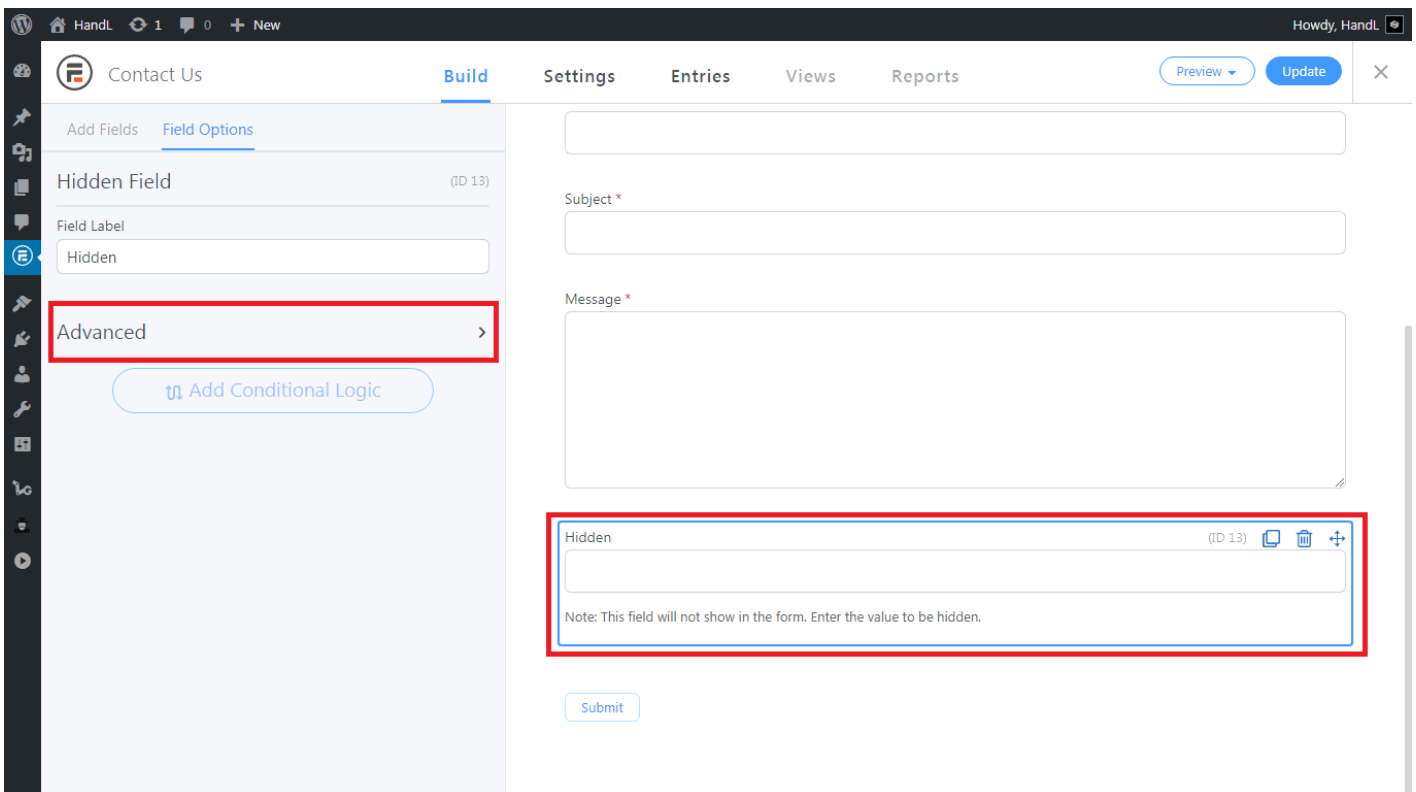 HandL 1 0 New Howdy, HandL
Contact Us Build Settings Entries Views Reports Preview Update
Add Fields Field Options
Hidden Field (ID 13)
Field Label
Hidden
Advanced
Add Conditional Logic
Subject *
Message *
Hidden (ID 13)
Note: This field will not show in the form. Enter the value to be hidden.
Submit